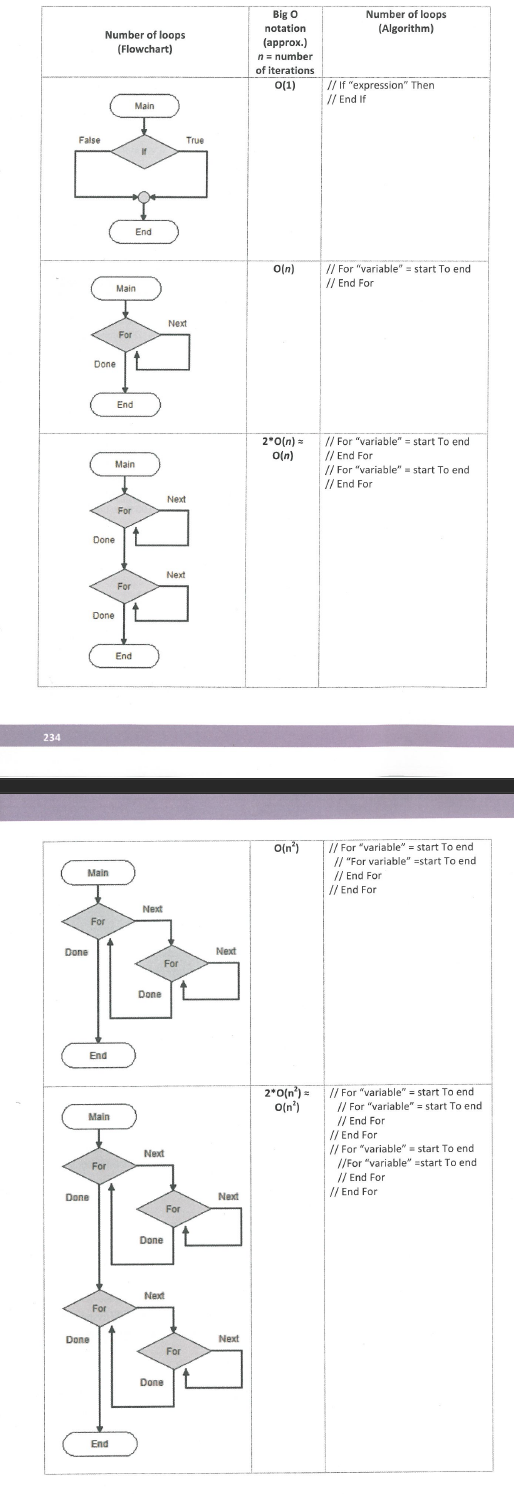 Number of loops
(Flowchart)
Big O
notation
(approx.)
n = number
of iterations
Number of loops
(Algorithm)
Main
False
True
If
End
O(1)
// If “expression” Then
// End If
Main
Next
For
Done
End
O(n)
// For “variable” = start To end
// End For
Main
Next
For
Done
Next
For
Done
End
2*O(n) ≈
O(n)
// For “variable” = start To end
// End For
// For “variable” = start To end
// End For
234
Main
Next
For
Done
Next
For
Done
End
O(n²)
// For “variable” = start To end
// “For variable” =start To end
// End For
// End For
Main
Next
For
Done
Next
For
Done
Next
For
Done
Next
For
Done
End
2*O(n²) ≈
O(n²)
// For “variable” = start To end
// For “variable” = start To end
// End For
// End For
// For “variable” = start To end
//For “variable” =start To end
// End For
// End For